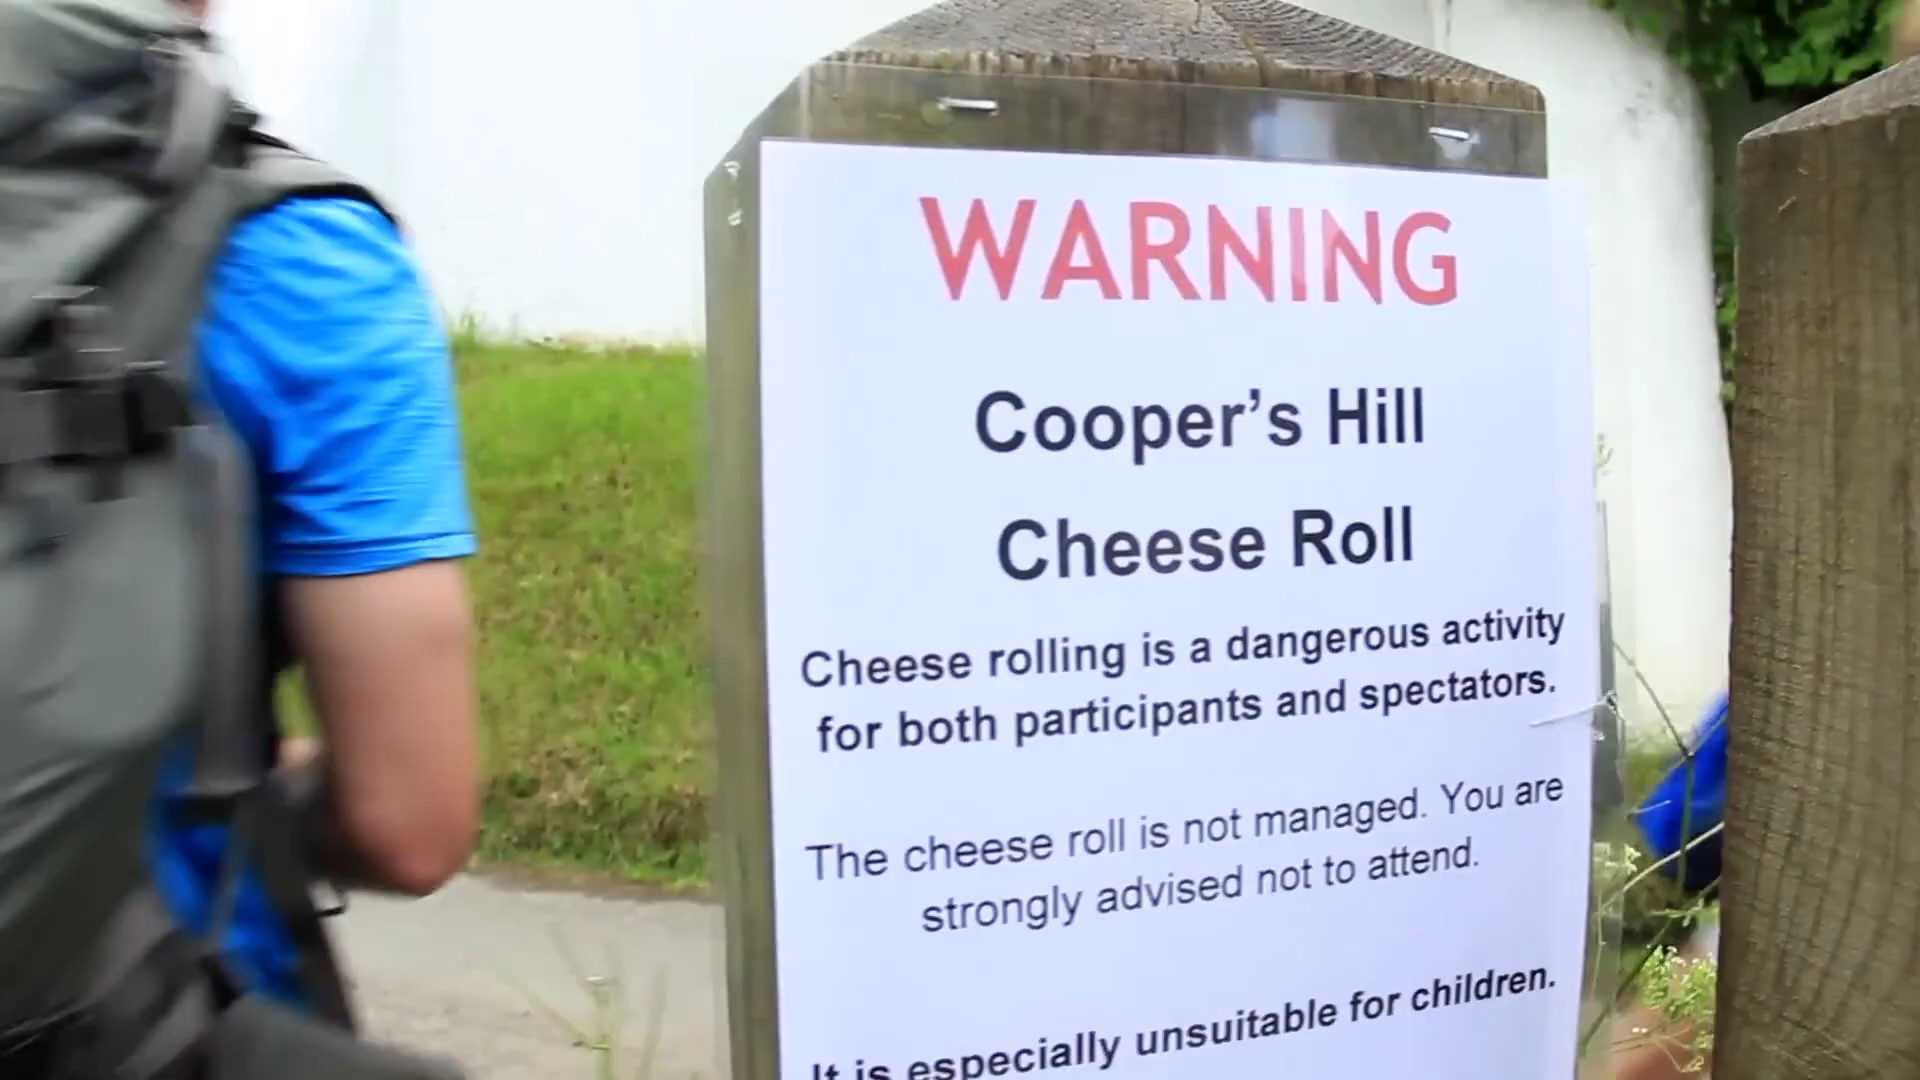 WARNING
Cooper’s Hill
Cheese Roll
Cheese rolling is a dangerous activity
for both participants and spectators.
The cheese roll is not managed. You are
strongly advised not to attend.
It is especially unsuitable for children.